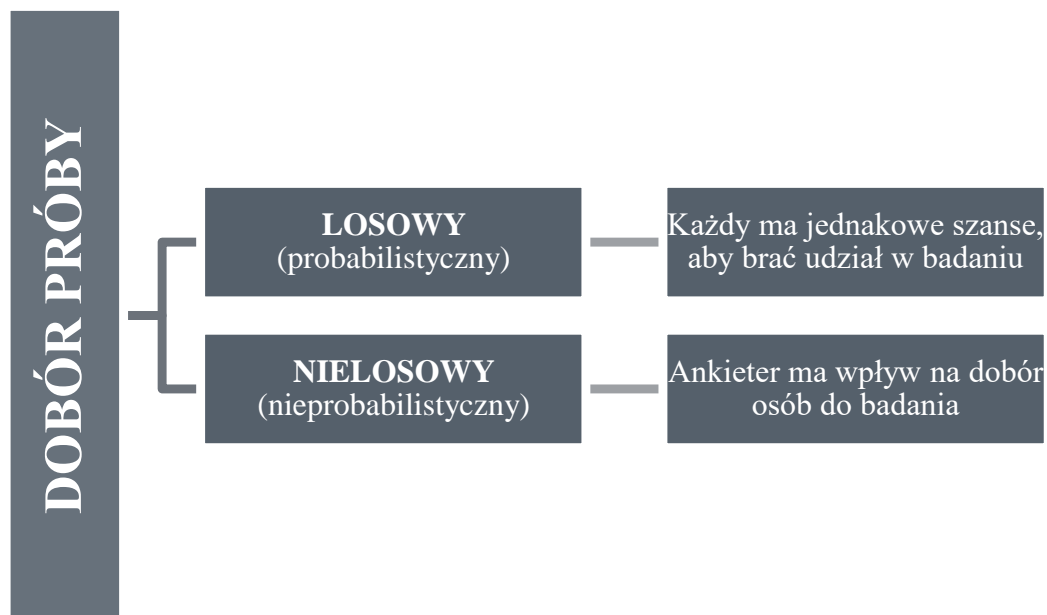 DOBÓR PRÓBY
LOSOWY
(probabilistyczny)
Każdy ma jednakowe szanse,
aby brać udział w badaniu
NIELOSOWY
(nieprobabilistyczny)
Ankieter ma wpływ na dobór
osób do badania